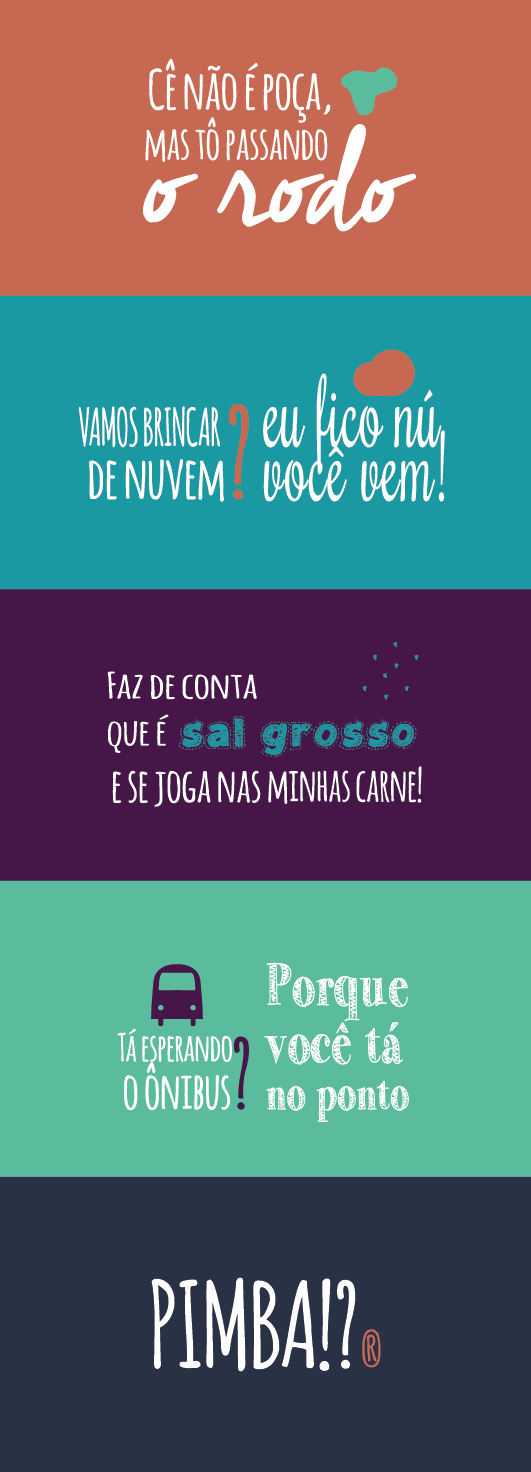 CÊ NÃO É POÇA,
MAS TÔ PASSANDO
o rodo
VAMOS BRINCAR
DE NUVEM?
eu fico nú,
você vem!
FAZ DE CONTA
QUE É sal grosso
E SE JOGA NAS MINHAS CARNE!
TÁ ESPERANDO
O ÔNIBUS?
Porque
você tá
no ponto
PIMBA!?®